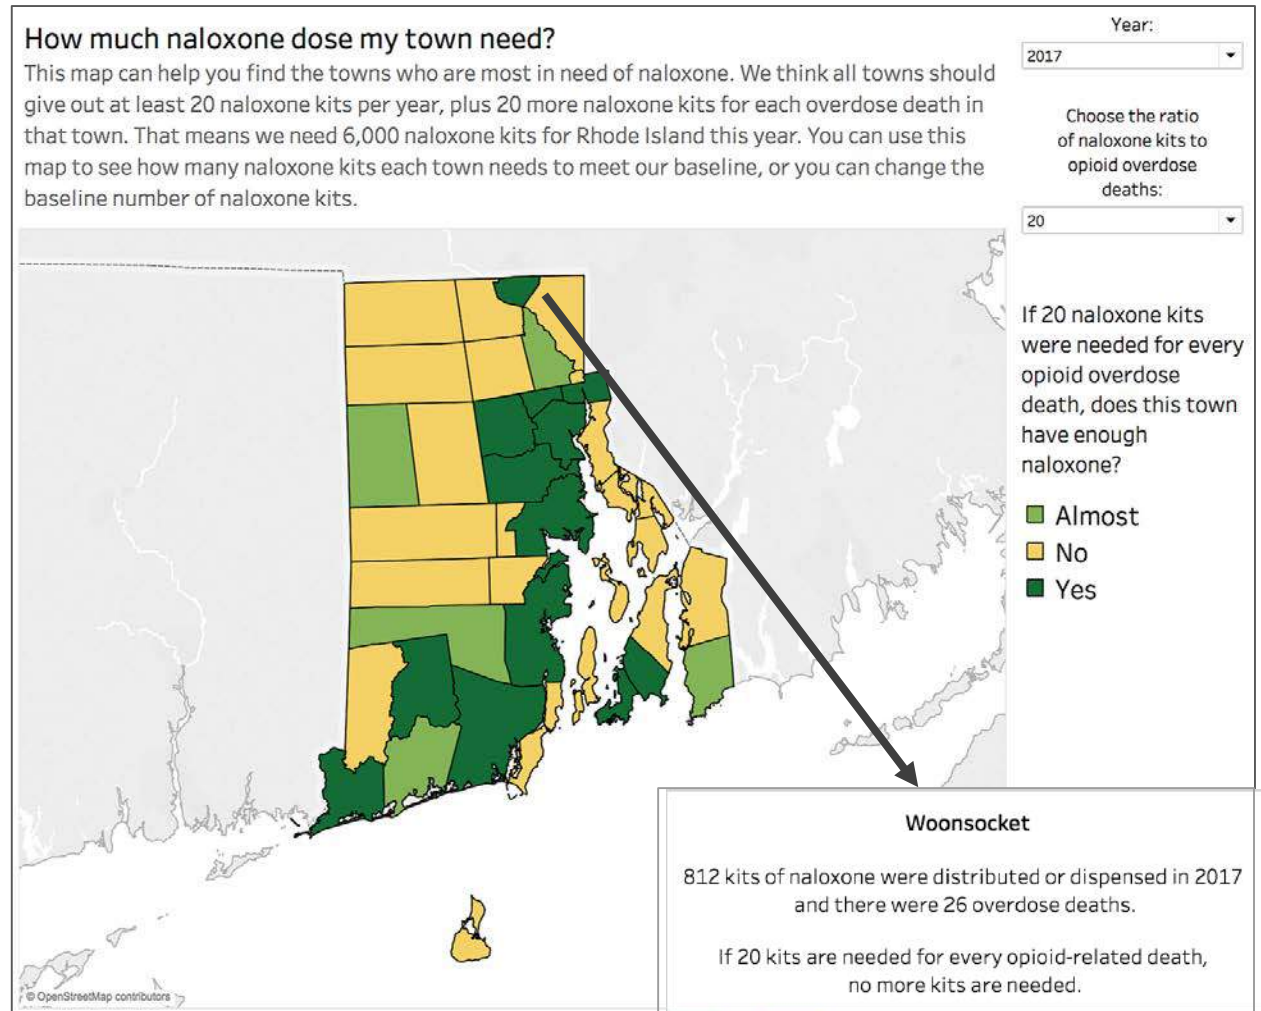 How much naloxone dose my town need?
This map can help you find the towns who are most in need of naloxone. We think all towns should
give out at least 20 naloxone kits per year, plus 20 more naloxone kits for each overdose death in
that town. That means we need 6,000 naloxone kits for Rhode Island this year. You can use this
map to see how many naloxone kits each town needs to meet our baseline, or you can change the
baseline number of naloxone kits.
Year:
2017
Choose the ratio
of naloxone kits to
opioid overdose
deaths:
20
If 20 naloxone kits
were needed for every
opioid overdose
death, does this town
have enough
naloxone?
Almost
No
Yes
Woonsocket
812 kits of naloxone were distributed or dispensed in 2017
and there were 26 overdose deaths.
If 20 kits are needed for every opioid-related death,
no more kits are needed.
© OpenStreetMap contributors